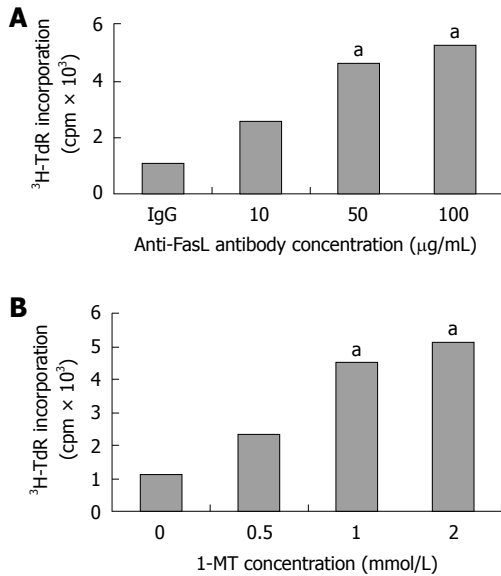 A
³H-TdR incorporation
(cpm × 10³)
6
4
2
0
a
a
IgG 10 50 100
Anti-FasL antibody concentration (μg/mL)
B
³H-TdR incorporation
(cpm × 10³)
6
5
4
3
2
1
0
a
a
0 0.5 1 2
1-MT concentration (mmol/L)